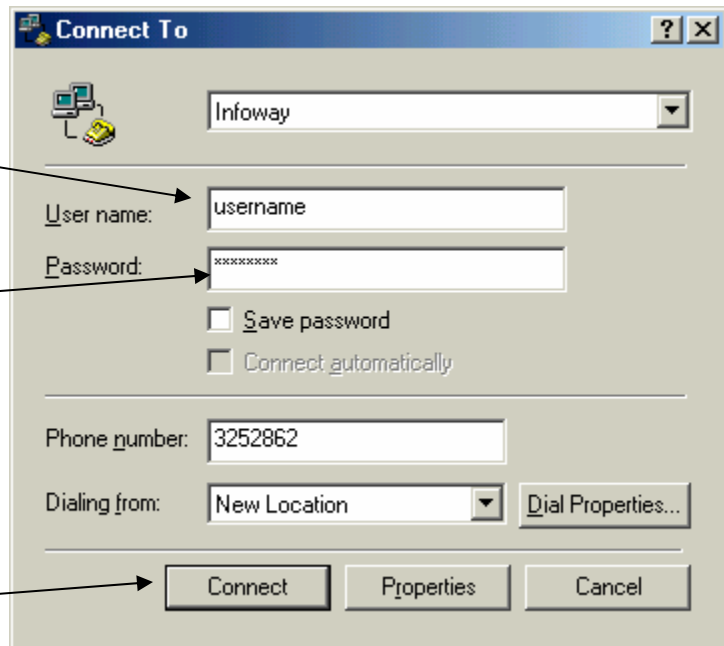 Connect To
Infoway
User name:
username
Password:
********
Save password
Connect automatically
Phone number:
3252862
Dialing from:
New Location
Dial Properties...
Connect
Properties
Cancel